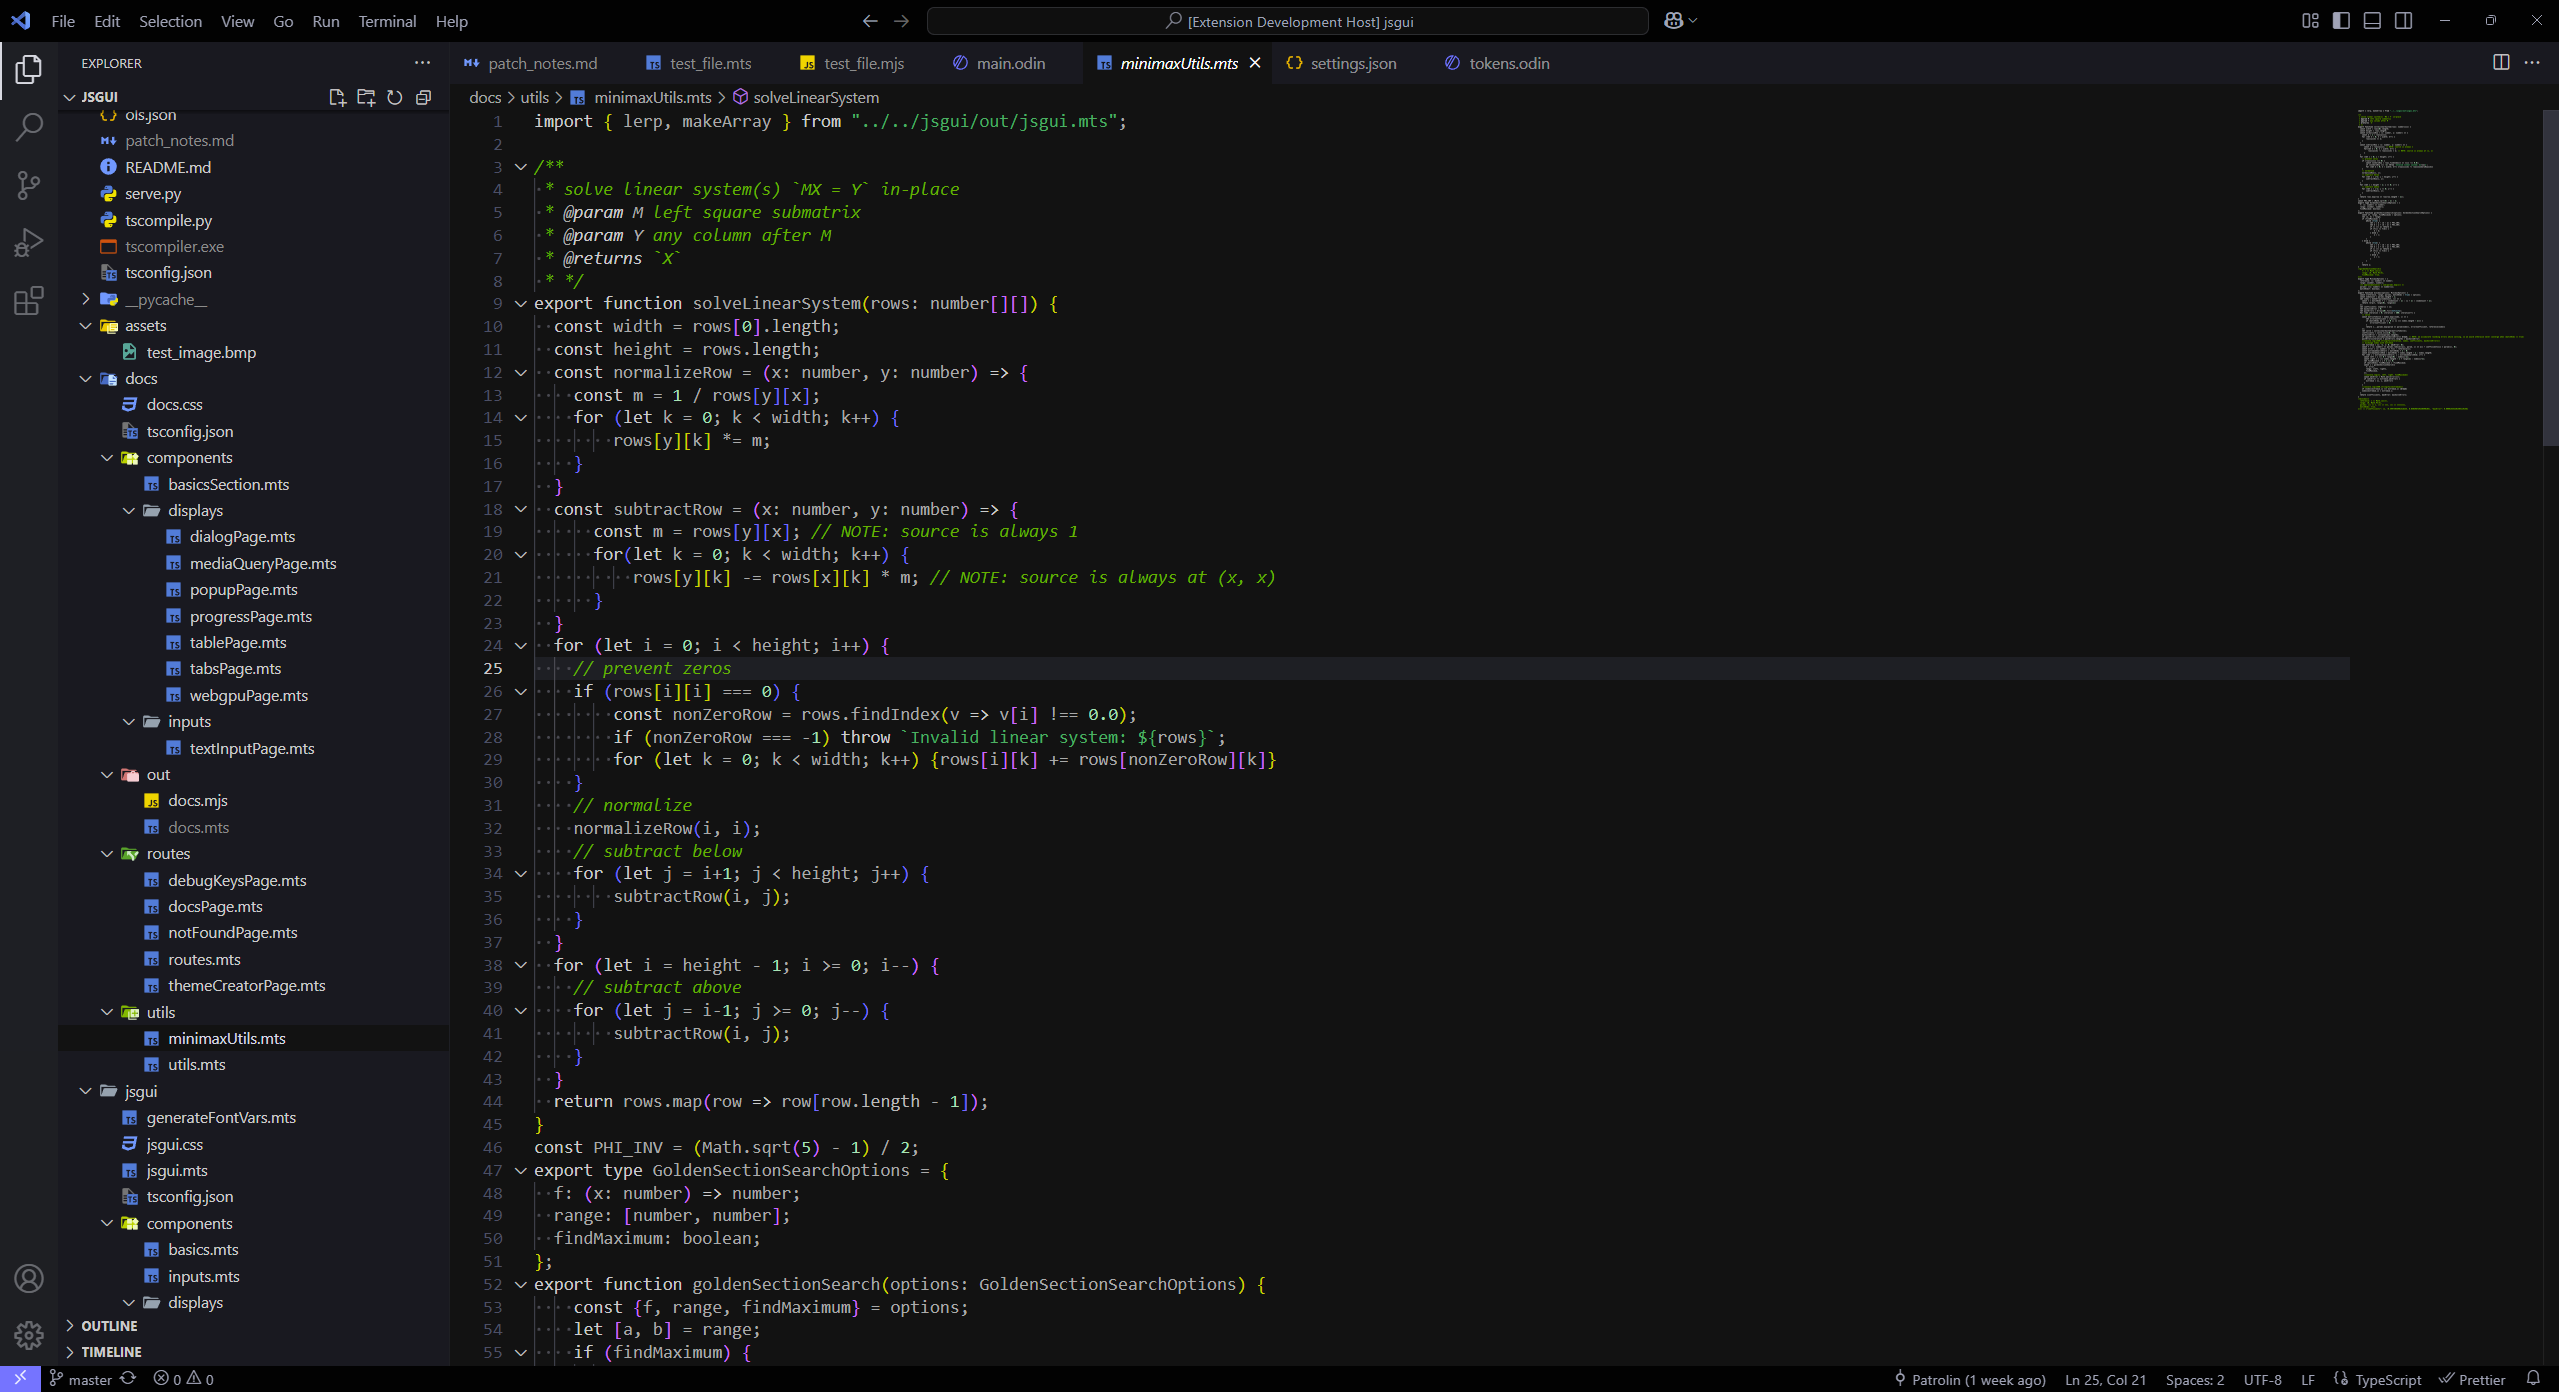 File Edit Selection View Go Run Terminal Help
[Extension Development Host] jsgui
EXPLORER
JSGUI
ols.json
patch_notes.md
README.md
serve.py
tscompile.py
tscompiler.exe
tsconfig.json
__pycache__
assets
test_image.bmp
docs
docs.css
tsconfig.json
components
basicsSection.mts
displays
dialogPage.mts
mediaQueryPage.mts
popupPage.mts
progressPage.mts
tablePage.mts
tabsPage.mts
webgpuPage.mts
inputs
textInputPage.mts
out
docs.mjs
docs.mts
routes
debugKeysPage.mts
docsPage.mts
notFoundPage.mts
routes.mts
themeCreatorPage.mts
utils
minimaxUtils.mts
utils.mts
jsgui
generateFontVars.mts
jsgui.css
jsgui.mts
tsconfig.json
components
basics.mts
inputs.mts
displays
OUTLINE
TIMELINE
patch_notes.md test_file.mts test_file.mjs main.odin minimaxUtils.mts settings.json tokens.odin
docs > utils > minimaxUtils.mts > solveLinearSystem
1 import { lerp, makeArray } from "../../jsgui/out/jsgui.mts";
2
3 /**
4 * solve linear system(s) `MX = Y` in-place
5 * @param M left square submatrix
6 * @param Y any column after M
7 * @returns `X`
8 * */
9 export function solveLinearSystem(rows: number[][]) {
10 const width = rows[0].length;
11 const height = rows.length;
12 const normalizeRow = (x: number, y: number) => {
13 const m = 1 / rows[y][x];
14 for (let k = 0; k < width; k++) {
15 rows[y][k] *= m;
16 }
17 }
18 const subtractRow = (x: number, y: number) => {
19 const m = rows[y][x]; // NOTE: source is always 1
20 for(let k = 0; k < width; k++) {
21 rows[y][k] -= rows[x][k] * m; // NOTE: source is always at (x, x)
22 }
23 }
24 for (let i = 0; i < height; i++) {
25 // prevent zeros
26 if (rows[i][i] === 0) {
27 const nonZeroRow = rows.findIndex(v => v[i] !== 0.0);
28 if (nonZeroRow === -1) throw `Invalid linear system: ${rows}`;
29 for (let k = 0; k < width; k++) {rows[i][k] += rows[nonZeroRow][k]}
30 }
31 // normalize
32 normalizeRow(i, i);
33 // subtract below
34 for (let j = i+1; j < height; j++) {
35 subtractRow(i, j);
36 }
37 }
38 for (let i = height - 1; i >= 0; i--) {
39 // subtract above
40 for (let j = i-1; j >= 0; j--) {
41 subtractRow(i, j);
42 }
43 }
44 return rows.map(row => row[row.length - 1]);
45 }
46 const PHI_INV = (Math.sqrt(5) - 1) / 2;
47 export type GoldenSectionSearchOptions = {
48 f: (x: number) => number;
49 range: [number, number];
50 findMaximum: boolean;
51 };
52 export function goldenSectionSearch(options: GoldenSectionSearchOptions) {
53 const {f, range, findMaximum} = options;
54 let [a, b] = range;
55 if (findMaximum) {
master 0 0
Patrolin (1 week ago) Ln 25, Col 21 Spaces: 2 UTF-8 LF TypeScript Prettier